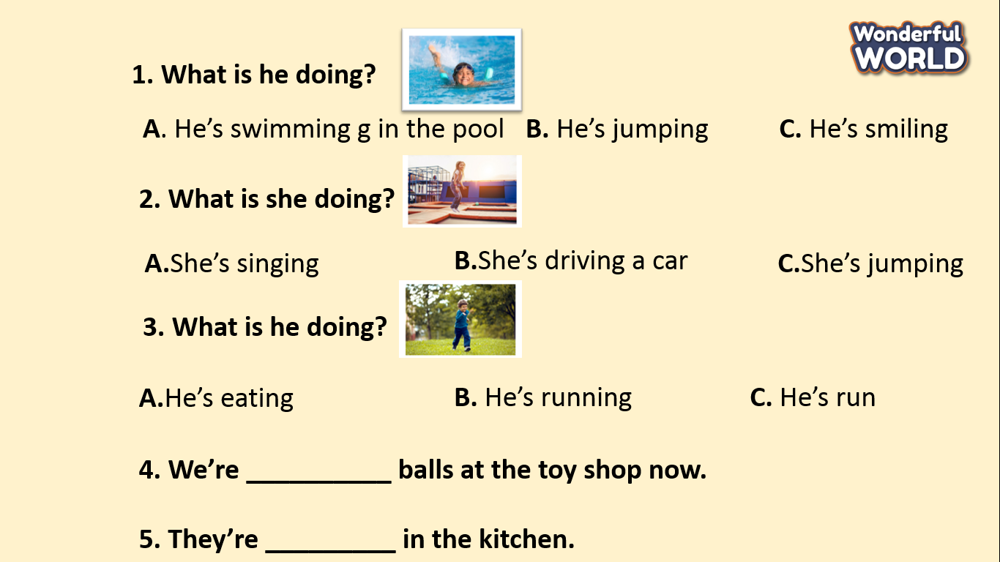 Wonderful
WORLD
1. What is he doing?
A. He’s swimming g in the pool B. He’s jumping C. He’s smiling
2. What is she doing?
A.She’s singing B.She’s driving a car C.She’s jumping
3. What is he doing?
A.He’s eating B. He’s running C. He’s run
4. We’re __________ balls at the toy shop now.
5. They’re _________ in the kitchen.